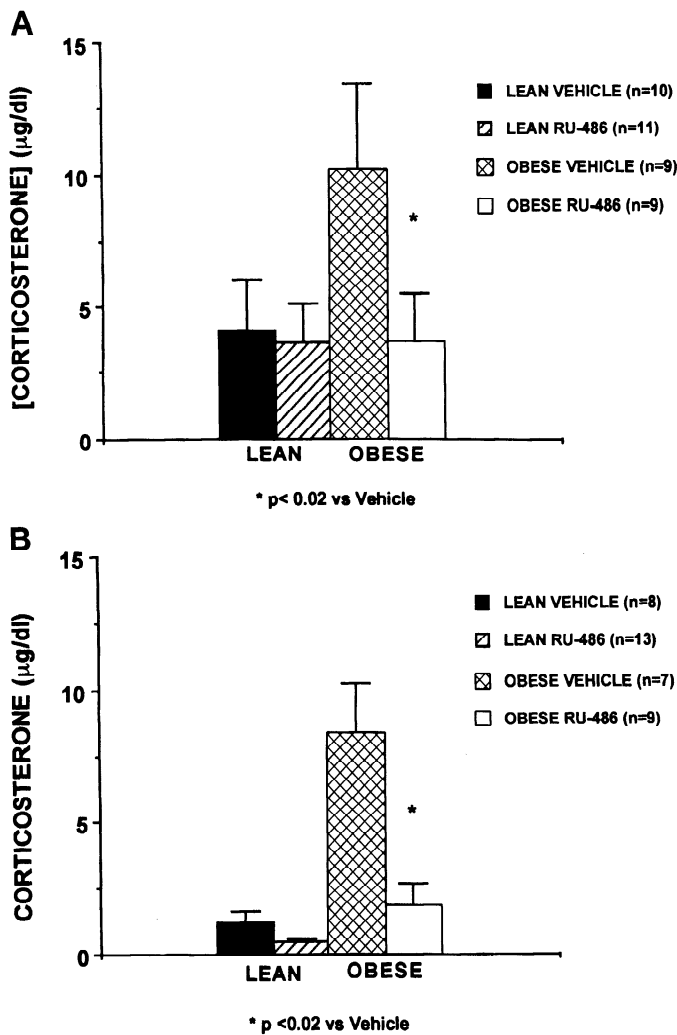 A
15
10
5
0
[CORTICOSTERONE] (μg/dl)
LEAN VEHICLE (n=10)
LEAN RU-486 (n=11)
OBESE VEHICLE (n=9)
OBESE RU-486 (n=9)
*
LEAN OBESE
* p< 0.02 vs Vehicle
B
15
10
5
0
CORTICOSTERONE (μg/dl)
LEAN VEHICLE (n=8)
LEAN RU-486 (n=13)
OBESE VEHICLE (n=7)
OBESE RU-486 (n=9)
*
LEAN OBESE
* p <0.02 vs Vehicle